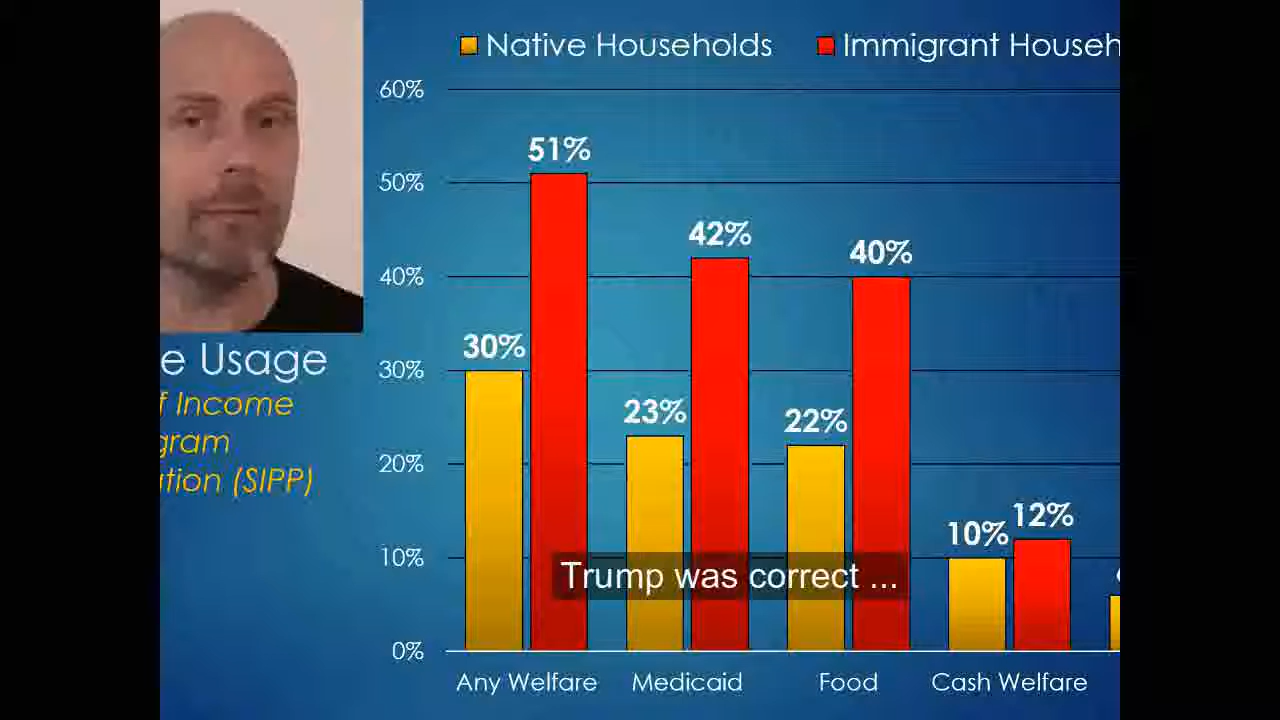 Native Households
Immigrant Househ
60%
50%
40%
30%
20%
10%
0%
51%
42%
40%
30%
23%
22%
10%
12%
e Usage
f Income
gram
ation (SIPP)
Trump was correct ...
Any Welfare
Medicaid
Food
Cash Welfare